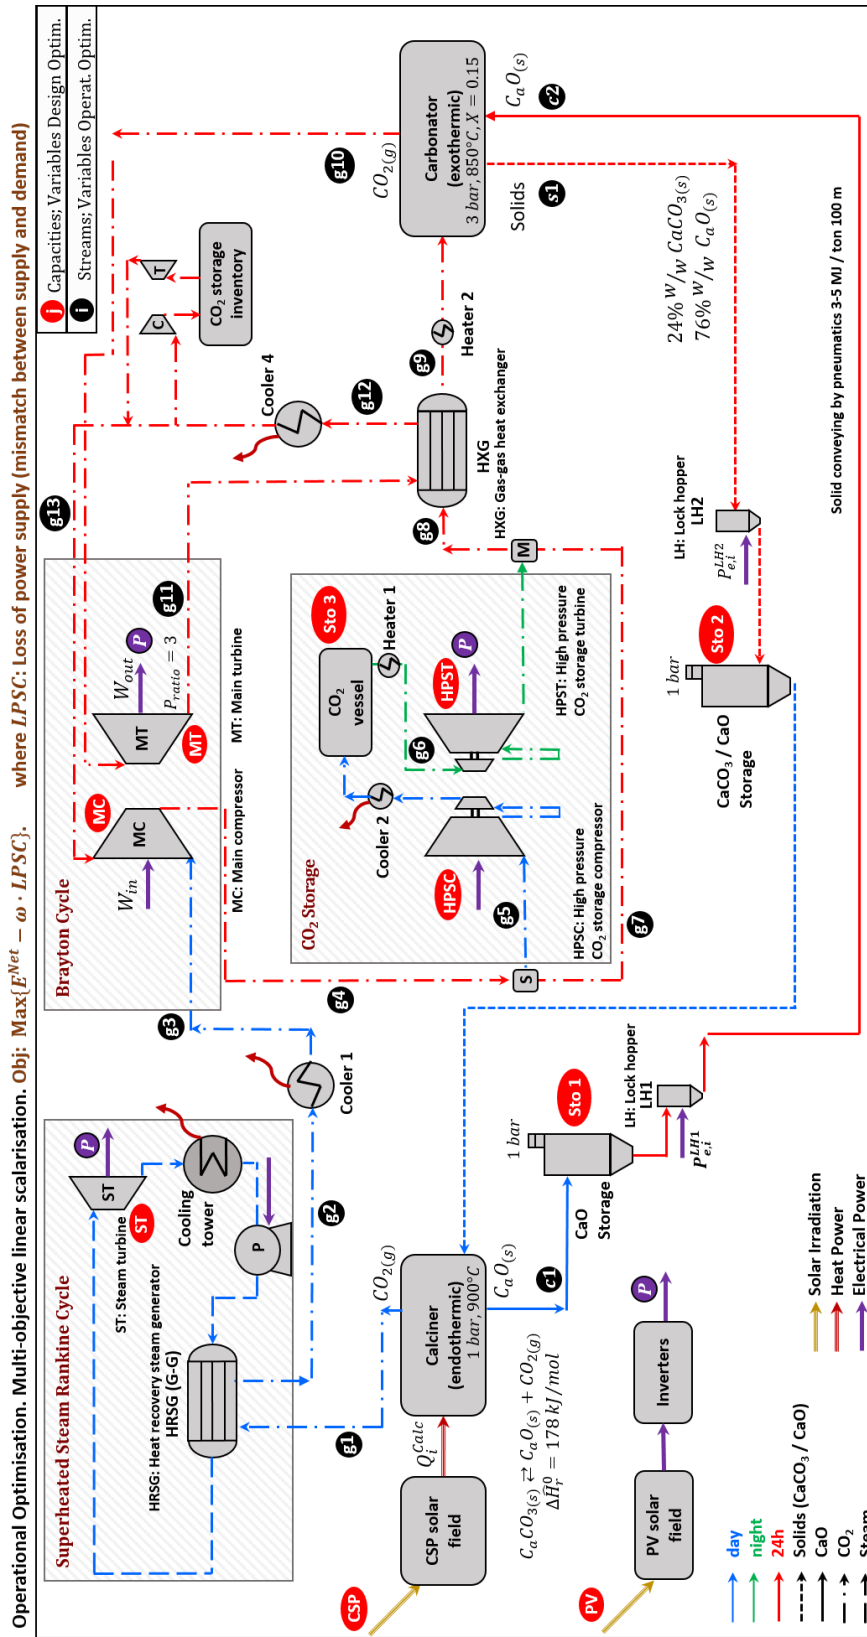 Operational Optimisation. Multi-objective linear scalarisation. Obj: Max{E^Net − ω · LPSC}. where LPSC: Loss of power supply (mismatch between supply and demand)
j Capacities; Variables Design Optim.
i Streams; Variables Operat. Optim.
Superheated Steam Rankine Cycle
P
ST
ST
ST: Steam turbine
Cooling
tower
P
HRSG: Heat recovery steam generator
HRSG (G-G)
g1
g2
Cooler 1
g3
Brayton Cycle
W_in
MC
MC
MC: Main compressor
MT
MT
W_out
P
P_ratio = 3
MT: Main turbine
g11
g13
g4
C
T
CO₂ storage
inventory
Cooler 4
g12
g10
CO₂ Storage
Sto 3
CO₂
vessel
Heater 1
Cooler 2
g6
HPSC
HPST
P
g5
HPSC: High pressure
CO₂ storage compressor
HPST: High pressure
CO₂ storage turbine
S
M
g7
g8
HXG
HXG: Gas-gas heat exchanger
g9
Heater 2
CO₂(g)
Carbonator
(exothermic)
3 bar, 850°C, X = 0.15
CₐO(s)
c2
Solids
s1
24% w/w CaCO₃(s)
76% w/w CₐO(s)
CSP
CSP solar
field
Q_i^Calc
Calciner
(endothermic)
1 bar, 900°C
CO₂(g)
CₐO(s)
c1
CₐCO₃(s) ⇄ CₐO(s) + CO₂(g)
ΔĤ_r^0 = 178 kJ/mol
1 bar
Sto 1
CaO
Storage
LH: Lock hopper
LH1
P_e,i^LH1
1 bar
Sto 2
CaCO₃ / CaO
Storage
LH: Lock hopper
LH2
P_e,i^LH2
Solid conveying by pneumatics 3-5 MJ / ton 100 m
PV
PV solar
field
Inverters
P
day
night
24h
Solids (CaCO₃ / CaO)
CaO
CO₂
Steam
Solar Irradiation
Heat Power
Electrical Power